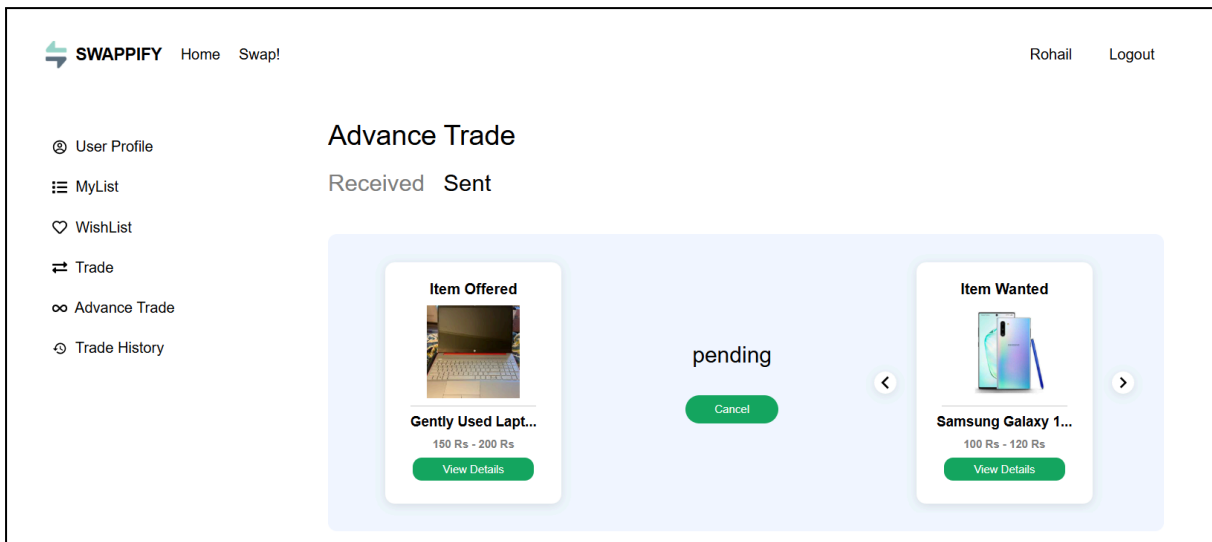 SWAPPIFY Home Swap! Rohail Logout
User Profile
MyList
WishList
Trade
Advance Trade
Trade History
Advance Trade
Received Sent
Item Offered
Gently Used Lapt...
150 Rs - 200 Rs
View Details
pending
Cancel
Item Wanted
Samsung Galaxy 1...
100 Rs - 120 Rs
View Details